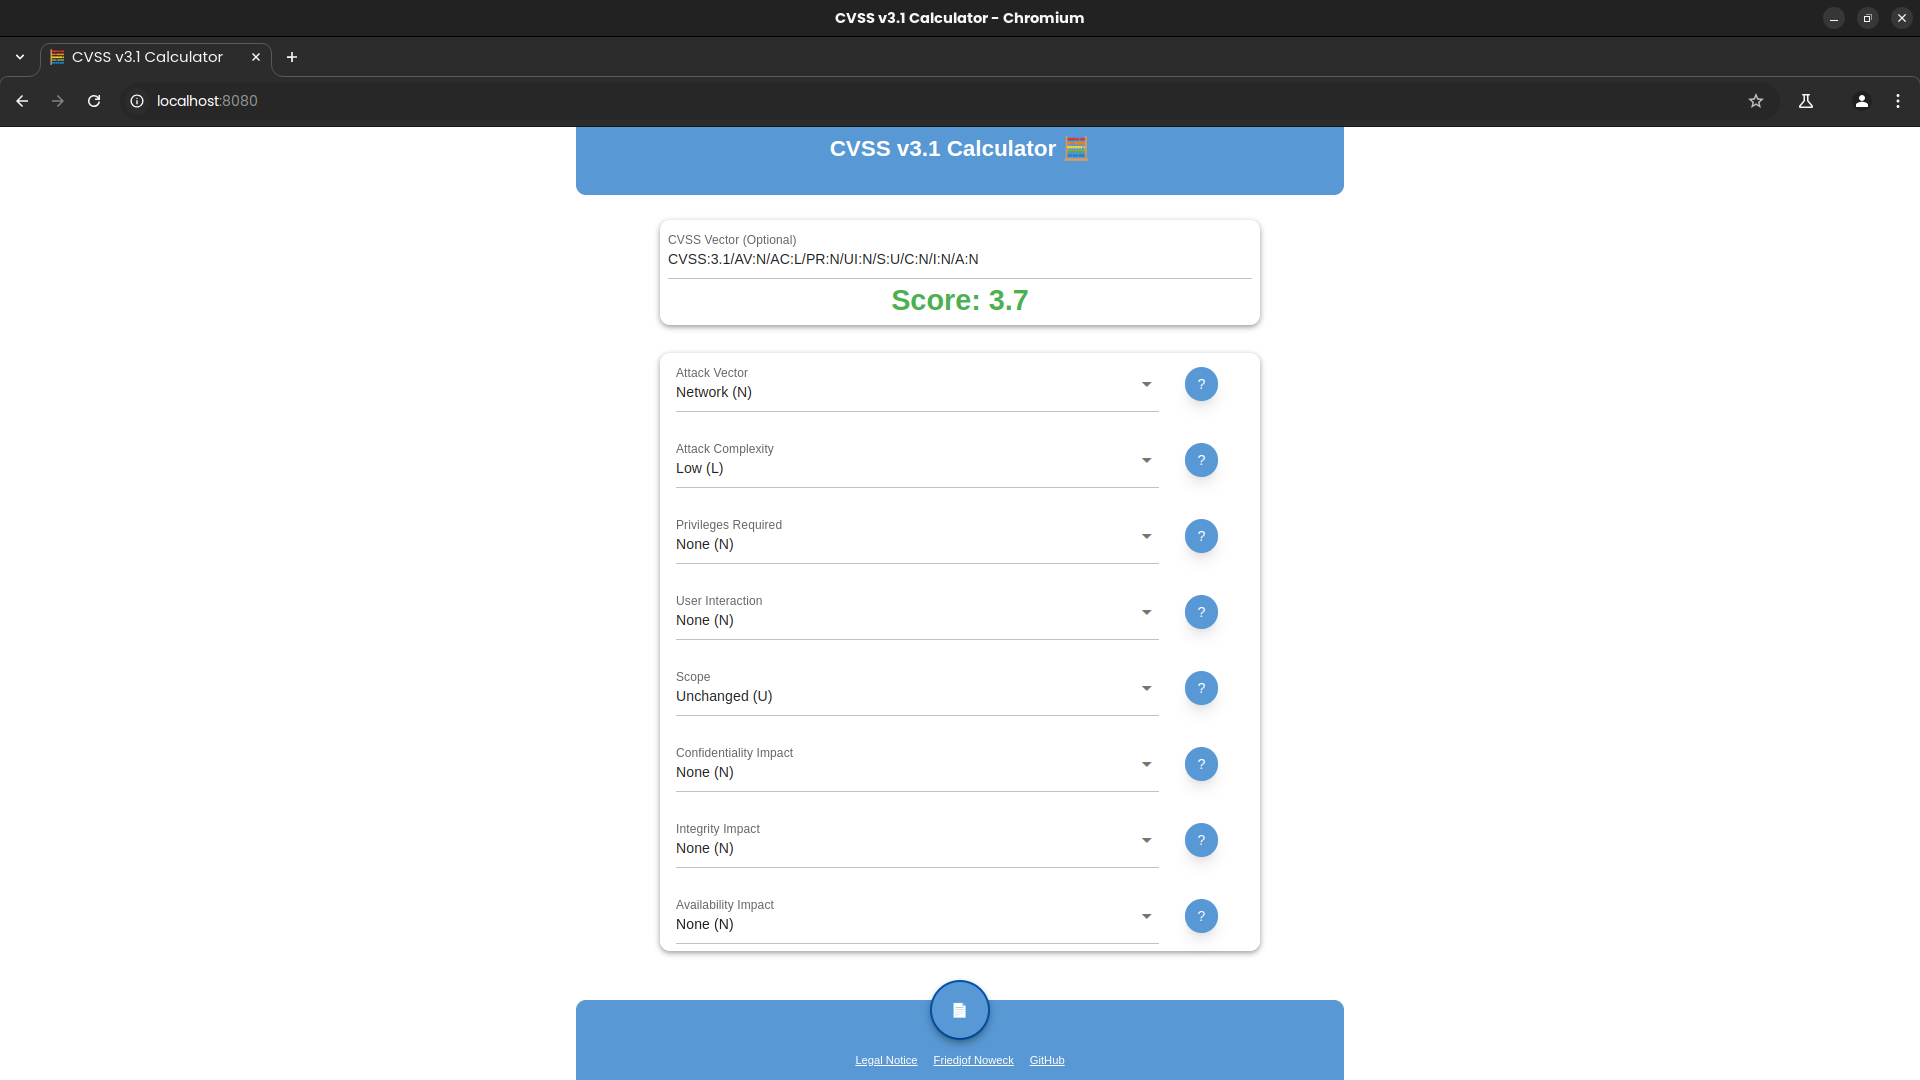 CVSS v3.1 Calculator - Chromium
CVSS v3.1 Calculator
localhost:8080
CVSS v3.1 Calculator
CVSS Vector (Optional)
CVSS:3.1/AV:N/AC:L/PR:N/UI:N/S:U/C:N/I:N/A:N
Score: 3.7
Attack Vector
Network (N)
?
Attack Complexity
Low (L)
?
Privileges Required
None (N)
?
User Interaction
None (N)
?
Scope
Unchanged (U)
?
Confidentiality Impact
None (N)
?
Integrity Impact
None (N)
?
Availability Impact
None (N)
?
Legal Notice Friedjof Noweck GitHub